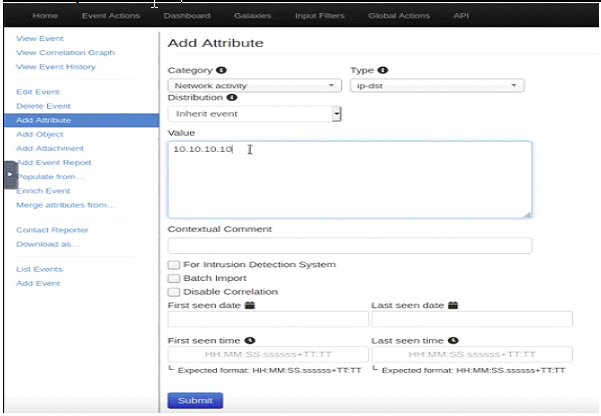 Home Event Actions Dashboard Galaxies Input Filters Global Actions API
View Event
View Correlation Graph
View Event History
Edit Event
Delete Event
Add Attribute
Add Object
Add Attachment
Add Event Report
Populate from...
Enrich Event
Merge attributes from...
Contact Reporter
Download as...
List Events
Add Event
Add Attribute
Category Type
Network activity ip-dst
Distribution
Inherit event
Value
10.10.10.10
Contextual Comment
For Intrusion Detection System
Batch Import
Disable Correlation
First seen date Last seen date
First seen time Last seen time
HH:MM:SS.ssssss+TT:TT HH:MM:SS.ssssss+TT:TT
Expected format: HH:MM:SS.ssssss+TT:TT Expected format: HH:MM:SS.ssssss+TT:TT
Submit